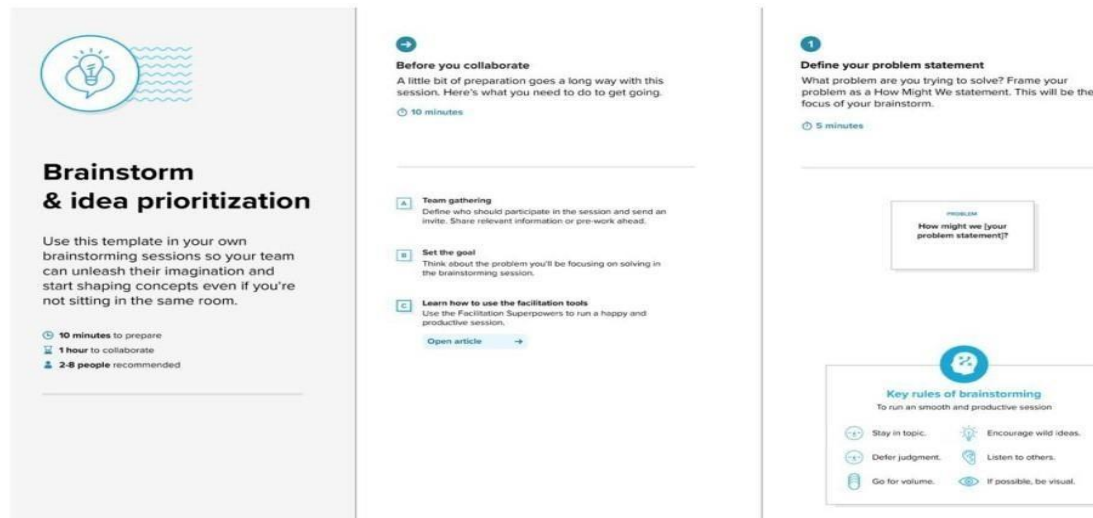 Brainstorm
& idea prioritization
Use this template in your own
brainstorming sessions so your team
can unleash their imagination and
start shaping concepts even if you're
not sitting in the same room.
10 minutes to prepare
1 hour to collaborate
2-8 people recommended
Before you collaborate
A little bit of preparation goes a long way with this
session. Here's what you need to do to get going.
10 minutes
A
Team gathering
Define who should participate in the session and send an
invite. Share relevant information or pre-work ahead.
B
Set the goal
Think about the problem you'll be focusing on solving in
the brainstorming session.
C
Learn how to use the facilitation tools
Use the Facilitation Superpowers to run a happy and
productive session.
Open article
1
Define your problem statement
What problem are you trying to solve? Frame your
problem as a How Might We statement. This will be the
focus of your brainstorm.
5 minutes
PROBLEM
How might we [your
problem statement]?
Key rules of brainstorming
To run an smooth and productive session
Stay in topic.
Encourage wild ideas.
Defer judgment.
Listen to others.
Go for volume.
If possible, be visual.